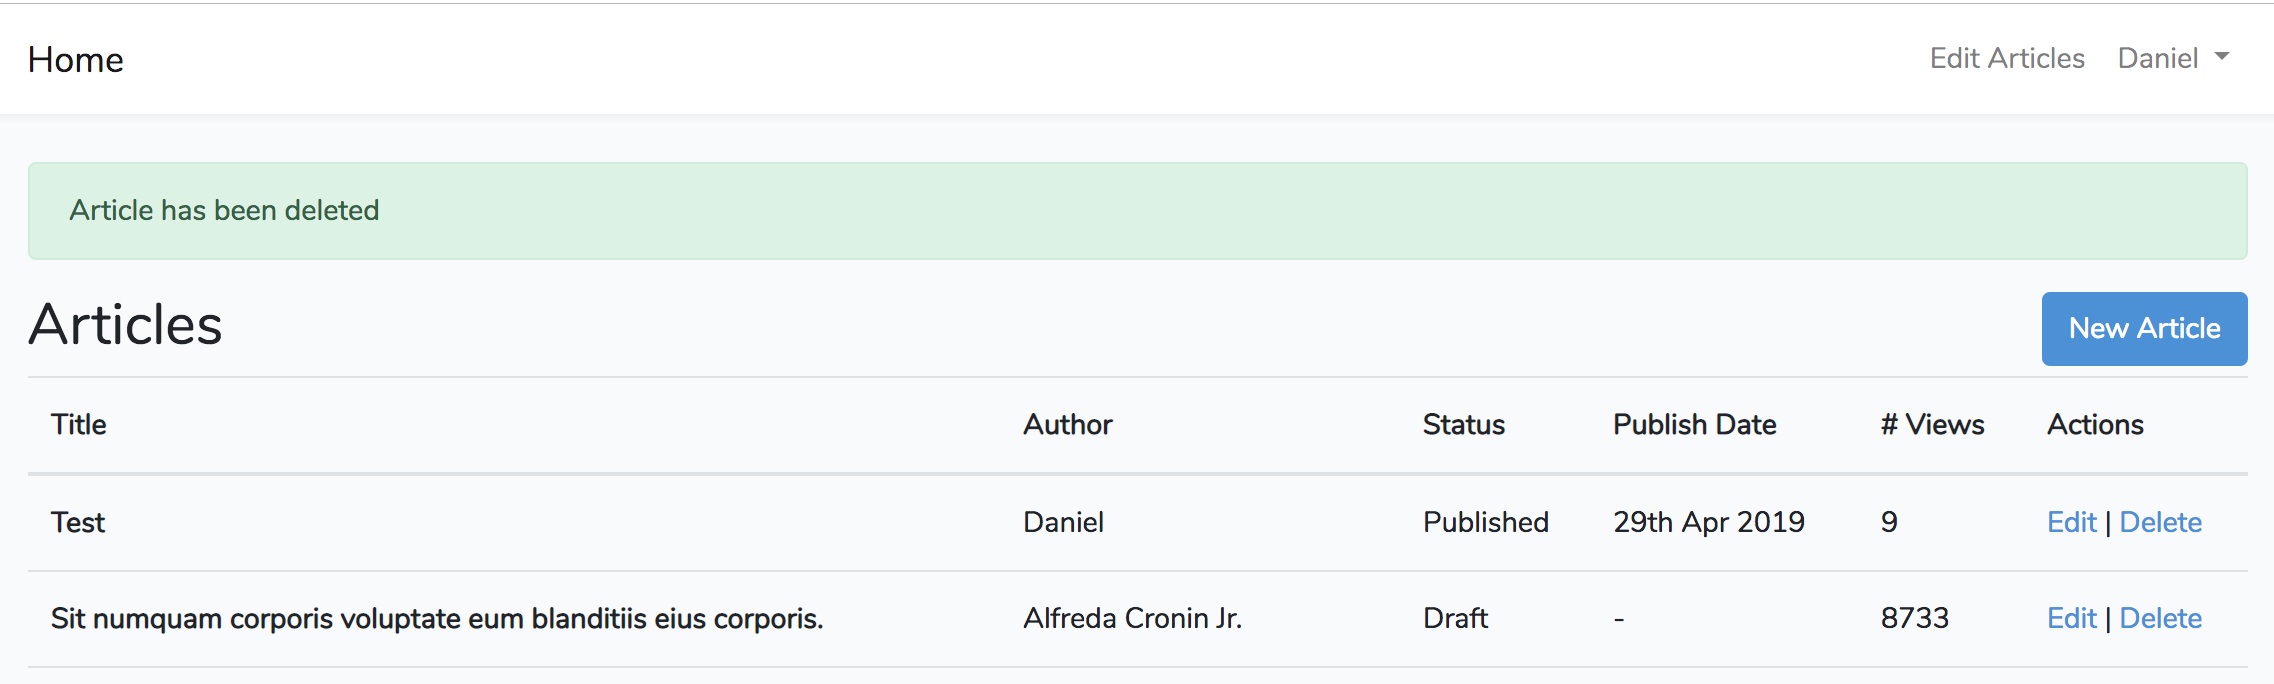 Home Edit Articles Daniel
Article has been deleted
Articles New Article
Title Author Status Publish Date # Views Actions
Test Daniel Published 29th Apr 2019 9 Edit | Delete
Sit numquam corporis voluptate eum blanditiis eius corporis. Alfreda Cronin Jr. Draft - 8733 Edit | Delete